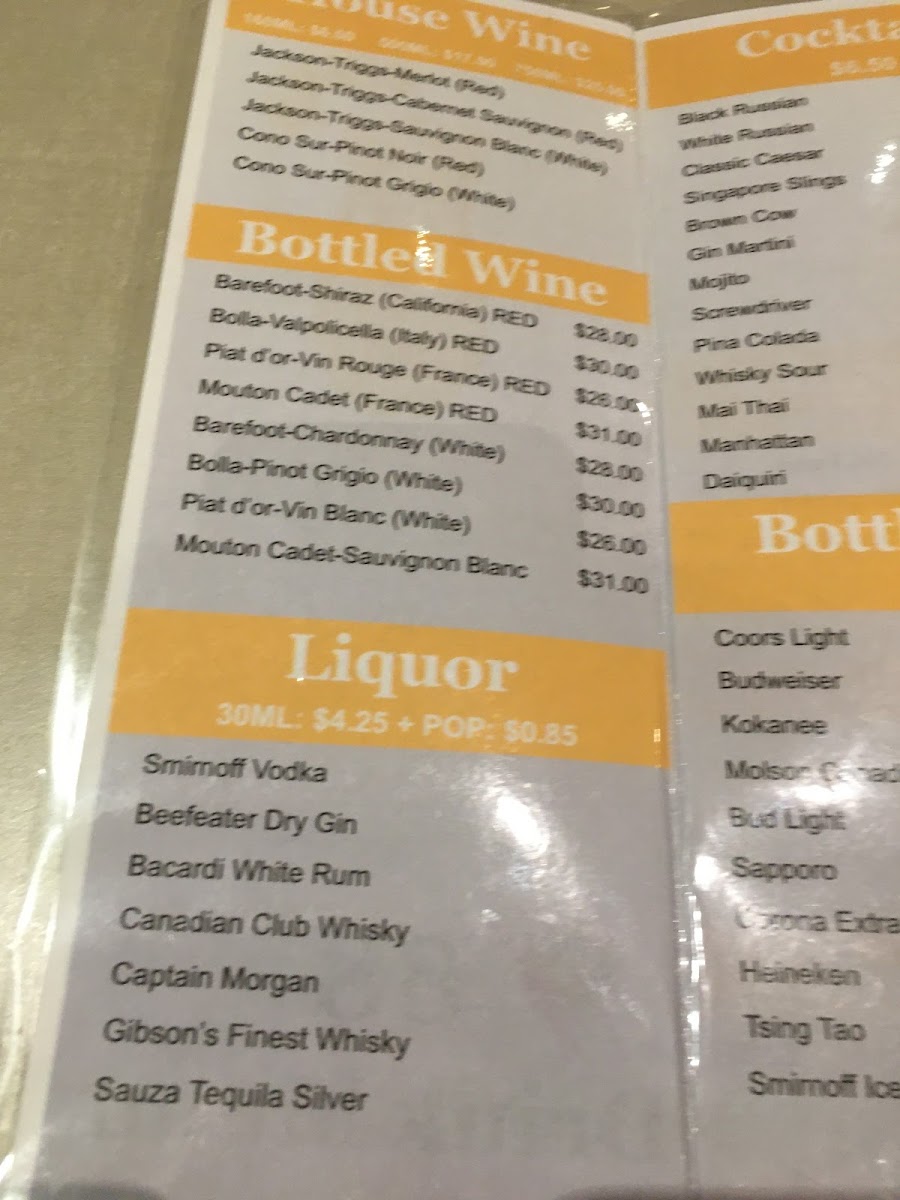 House Wine
Jackson-Triggs-Merlot (Red)
Jackson-Triggs-Cabernet Sauvignon (Red)
Jackson-Triggs-Sauvignon Blanc (White)
Cono Sur-Pinot Noir (Red)
Cono Sur-Pinot Grigio (White)
Bottled Wine
Barefoot-Shiraz (California) RED $28.00
Bolla-Valpolicella (Italy) RED $30.00
Piat d'or-Vin Rouge (France) RED $26.00
Mouton Cadet (France) RED $31.00
Barefoot-Chardonnay (White) $28.00
Bolla-Pinot Grigio (White) $30.00
Piat d'or-Vin Blanc (White) $26.00
Mouton Cadet-Sauvignon Blanc $31.00
Liquor
30ML: $4.25 + POP: $0.85
Smirnoff Vodka
Beefeater Dry Gin
Bacardi White Rum
Canadian Club Whisky
Captain Morgan
Gibson's Finest Whisky
Sauza Tequila Silver
Cockta
$6.50
Black Russian
White Russian
Classic Caesar
Singapore Slings
Brown Cow
Gin Martini
Mojito
Screwdriver
Pina Colada
Whisky Sour
Mai Thai
Manhattan
Daiquiri
Bottl
Coors Light
Budweiser
Kokanee
Molson Canad
Bud Light
Sapporo
Corona Extra
Heineken
Tsing Tao
Smirnoff Ice